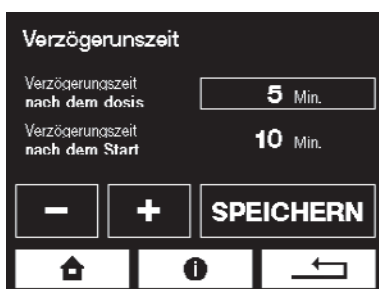 Verzögerunszeit
Verzögerungszeit
nach dem dosis
5 Min.
Verzögerungszeit
nach dem Start
10 Min.
− + SPEICHERN
i